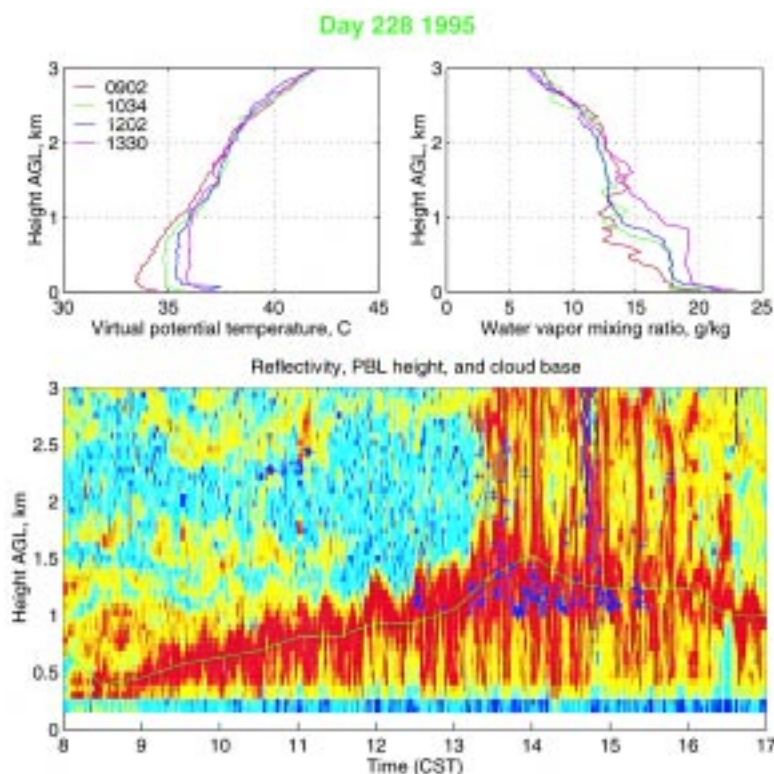 Day 228 1995
3
2
1
0
Height AGL, km
0902
1034
1202
1330
30 35 40 45
Virtual potential temperature, C
3
2
1
0
Height AGL, km
0 5 10 15 20 25
Water vapor mixing ratio, g/kg
Reflectivity, PBL height, and cloud base
3
2.5
2
1.5
1
0.5
0
Height AGL, km
8 9 10 11 12 13 14 15 16 17
Time (CST)